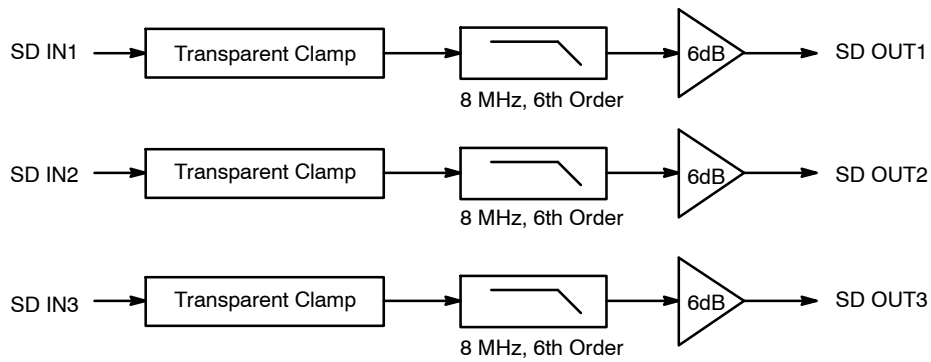 SD IN1 Transparent Clamp 6dB SD OUT1
8 MHz, 6th Order
SD IN2 Transparent Clamp 6dB SD OUT2
8 MHz, 6th Order
SD IN3 Transparent Clamp 6dB SD OUT3
8 MHz, 6th Order